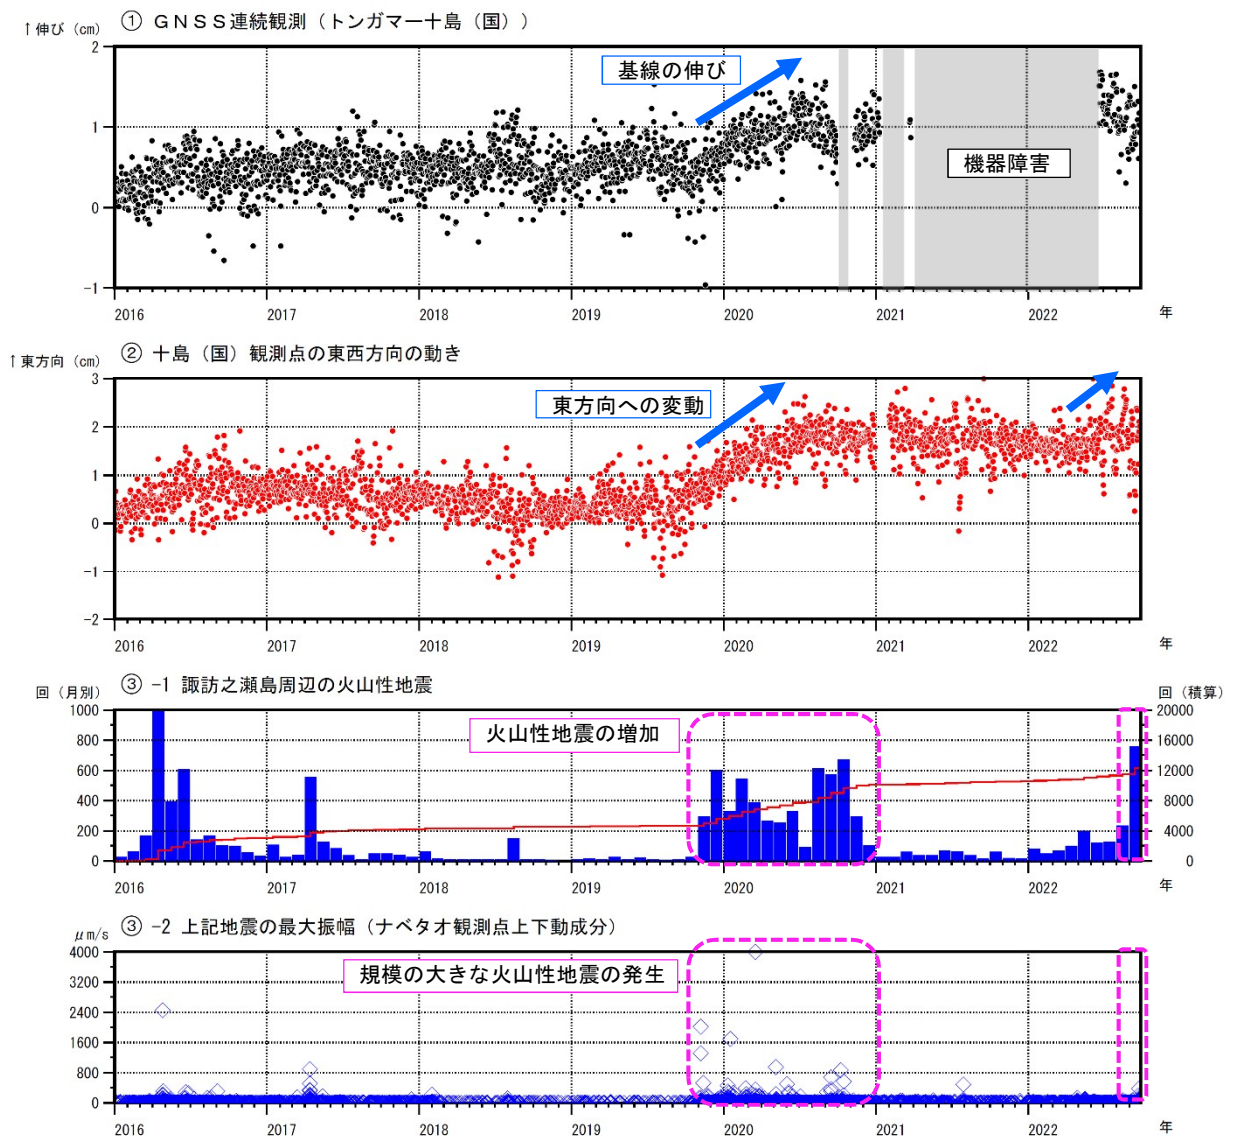 ① GNSS連続観測（トンガマー十島（国））
↑伸び（cm）
2
1
0
-1
基線の伸び
機器障害
2016 2017 2018 2019 2020 2021 2022 年
② 十島（国）観測点の東西方向の動き
↑東方向（cm）
3
2
1
0
-1
-2
東方向への変動
2016 2017 2018 2019 2020 2021 2022 年
③ -1 諏訪之瀬島周辺の火山性地震
回（月別） 回（積算）
1000 20000
800 16000
600 12000
400 8000
200 4000
0 0
火山性地震の増加
2016 2017 2018 2019 2020 2021 2022 年
③ -2 上記地震の最大振幅（ナベタオ観測点上下動成分）
μm/s
4000
3200
2400
1600
800
0
規模の大きな火山性地震の発生
2016 2017 2018 2019 2020 2021 2022 年